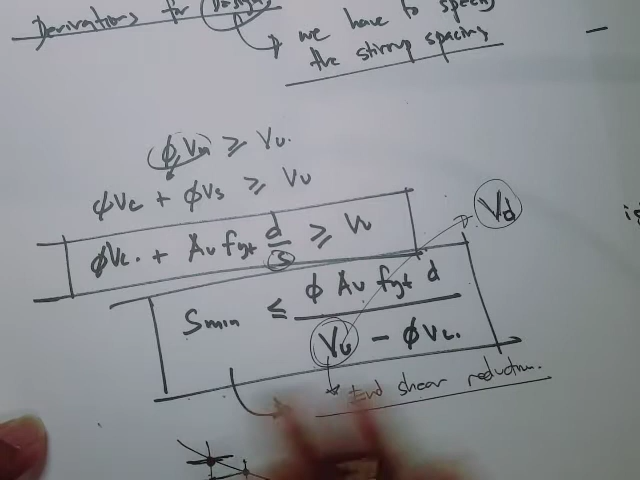 Derivations for Design
we have to specify
the stirrup spacing
ϕVn ≥ Vu.
ϕVc + ϕVs ≥ Vu
ϕVc. + Av fyt d/s ≥ Vu
Vd
Smin ≤ ϕ Av fyt d / Vu - ϕVc.
End shear reduction.